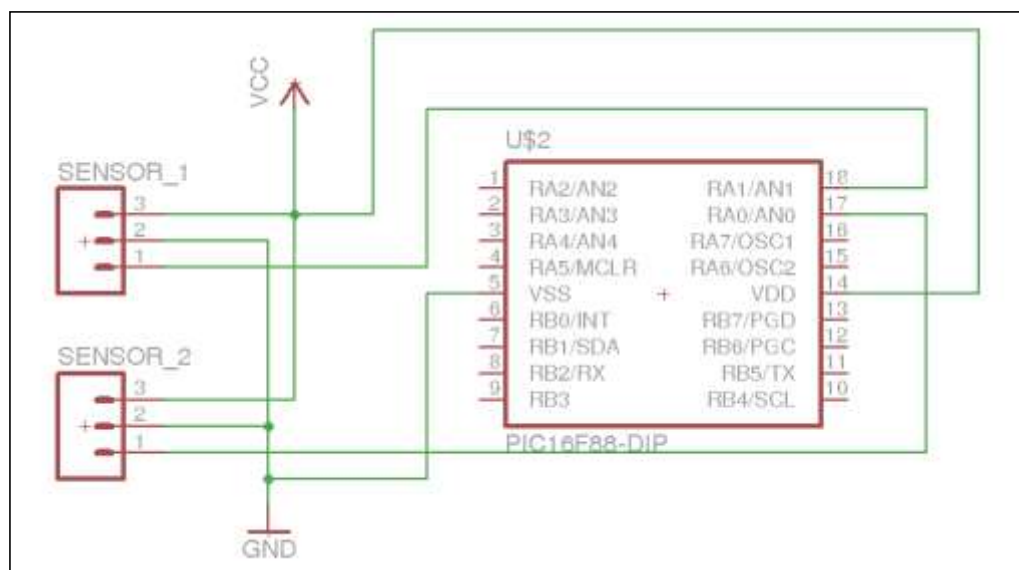 VCC
U$2
SENSOR_1
3
2
1
SENSOR_2
3
2
1
GND
1 RA2/AN2 RA1/AN1 18
2 RA3/AN3 RA0/AN0 17
3 RA4/AN4 RA7/OSC1 16
4 RA5/MCLR RA6/OSC2 15
5 VSS VDD 14
6 RB0/INT RB7/PGD 13
7 RB1/SDA RB6/PGC 12
8 RB2/RX RB5/TX 11
9 RB3 RB4/SCL 10
PIC16F88-DIP